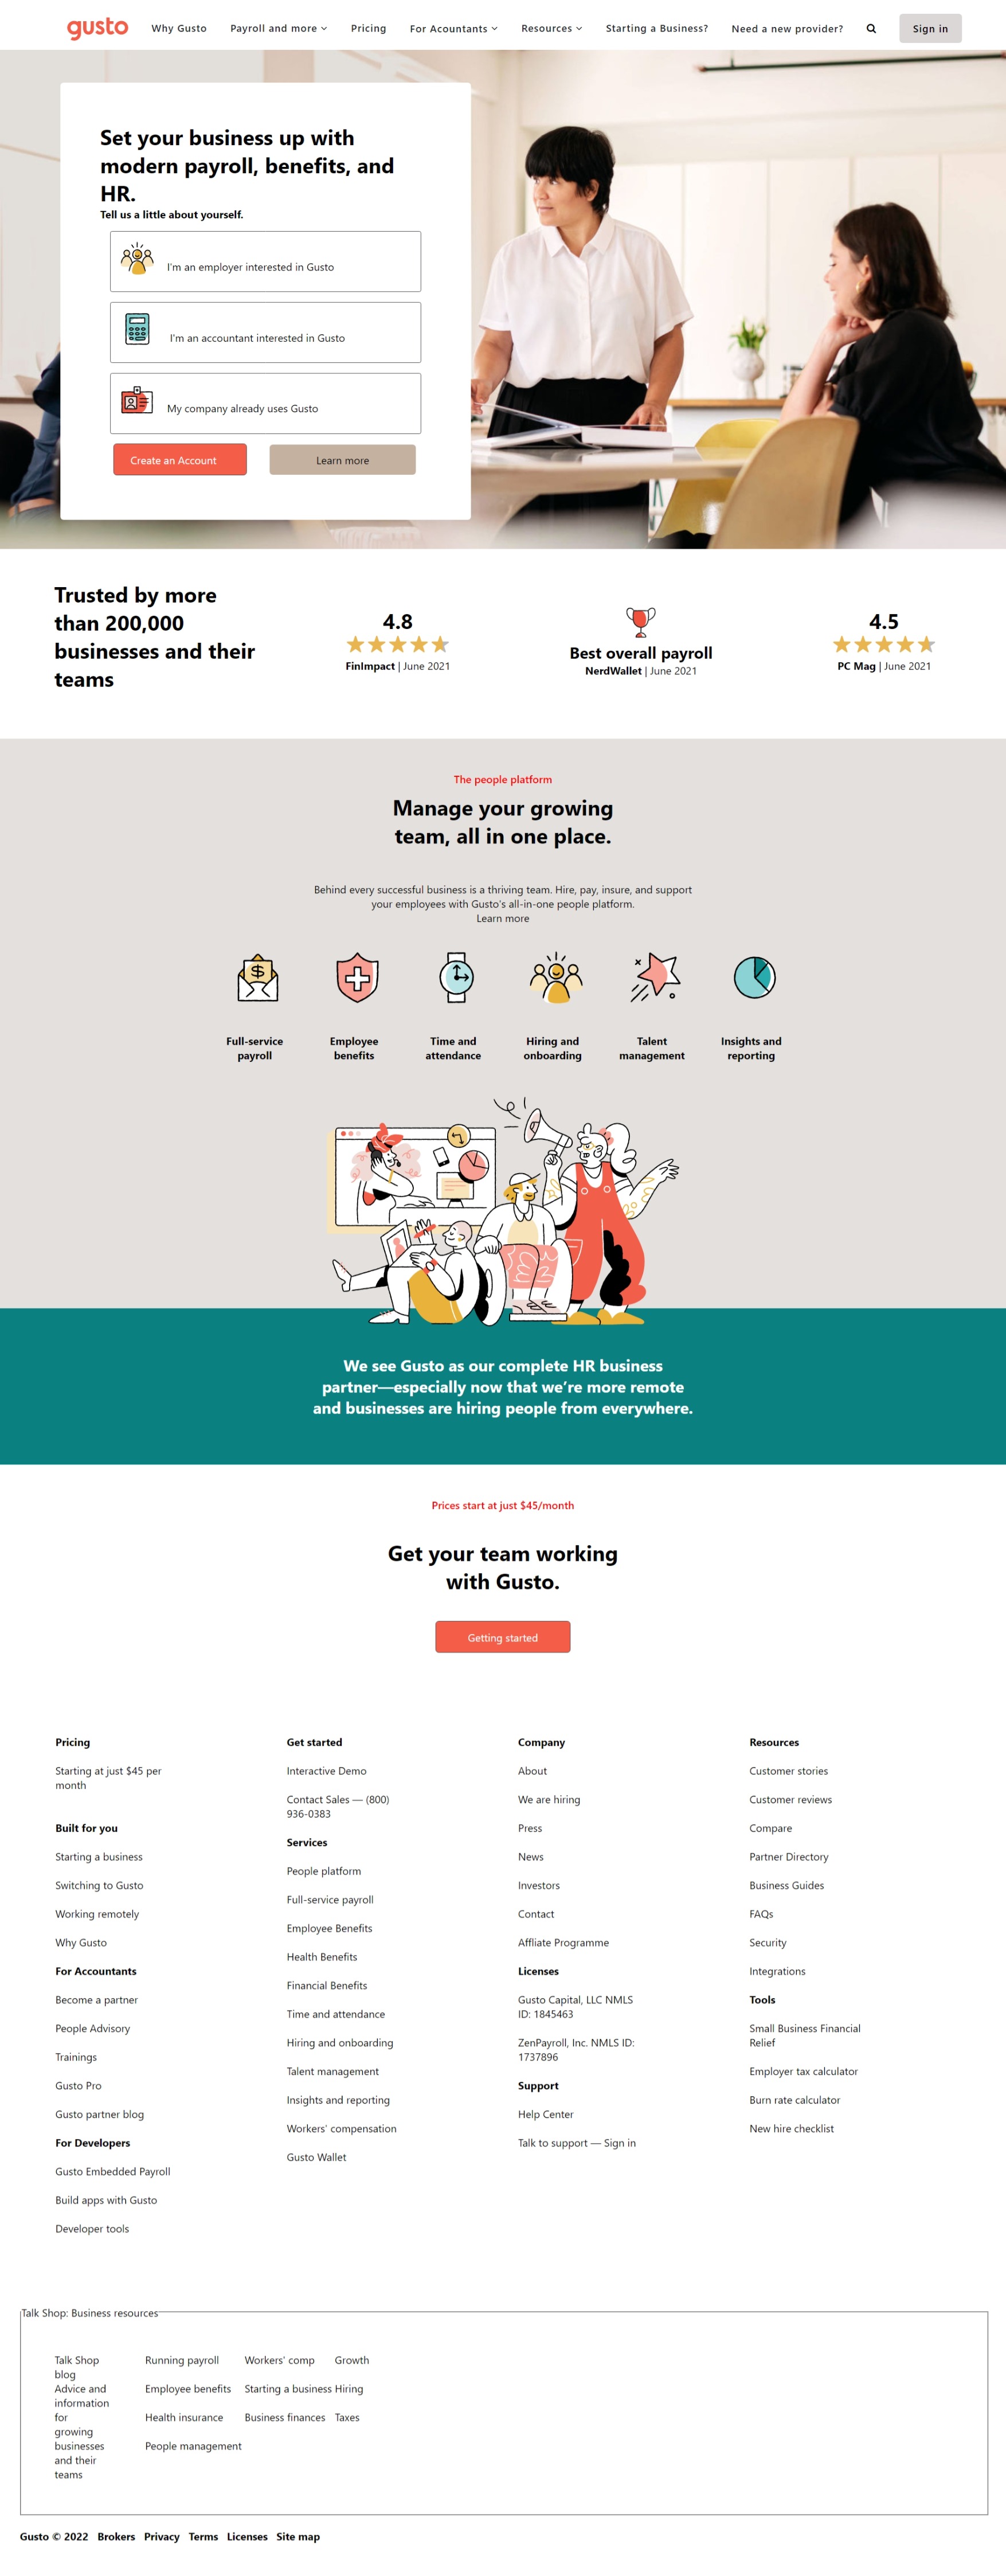 gusto
Why Gusto
Payroll and more
Pricing
For Acountants
Resources
Starting a Business?
Need a new provider?
Sign in
Set your business up with
modern payroll, benefits, and
HR.
Tell us a little about yourself.
I'm an employer interested in Gusto
I'm an accountant interested in Gusto
My company already uses Gusto
Create an Account
Learn more
Trusted by more
than 200,000
businesses and their
teams
4.8
FinImpact | June 2021
Best overall payroll
NerdWallet | June 2021
4.5
PC Mag | June 2021
The people platform
Manage your growing
team, all in one place.
Behind every successful business is a thriving team. Hire, pay, insure, and support
your employees with Gusto's all-in-one people platform.
Learn more
Full-service
payroll
Employee
benefits
Time and
attendance
Hiring and
onboarding
Talent
management
Insights and
reporting
We see Gusto as our complete HR business
partner—especially now that we're more remote
and businesses are hiring people from everywhere.
Prices start at just $45/month
Get your team working
with Gusto.
Getting started
Pricing
Starting at just $45 per
month
Built for you
Starting a business
Switching to Gusto
Working remotely
Why Gusto
For Accountants
Become a partner
People Advisory
Trainings
Gusto Pro
Gusto partner blog
For Developers
Gusto Embedded Payroll
Build apps with Gusto
Developer tools
Get started
Interactive Demo
Contact Sales — (800)
936-0383
Services
People platform
Full-service payroll
Employee Benefits
Health Benefits
Financial Benefits
Time and attendance
Hiring and onboarding
Talent management
Insights and reporting
Workers' compensation
Gusto Wallet
Company
About
We are hiring
Press
News
Investors
Contact
Affliate Programme
Licenses
Gusto Capital, LLC NMLS
ID: 1845463
ZenPayroll, Inc. NMLS ID:
1737896
Support
Help Center
Talk to support — Sign in
Resources
Customer stories
Customer reviews
Compare
Partner Directory
Business Guides
FAQs
Security
Integrations
Tools
Small Business Financial
Relief
Employer tax calculator
Burn rate calculator
New hire checklist
Talk Shop: Business resources
Talk Shop
blog
Advice and
information
for
growing
businesses
and their
teams
Running payroll
Employee benefits
Health insurance
People management
Workers' comp
Starting a business
Business finances
Growth
Hiring
Taxes
Gusto © 2022 Brokers Privacy Terms Licenses Site map